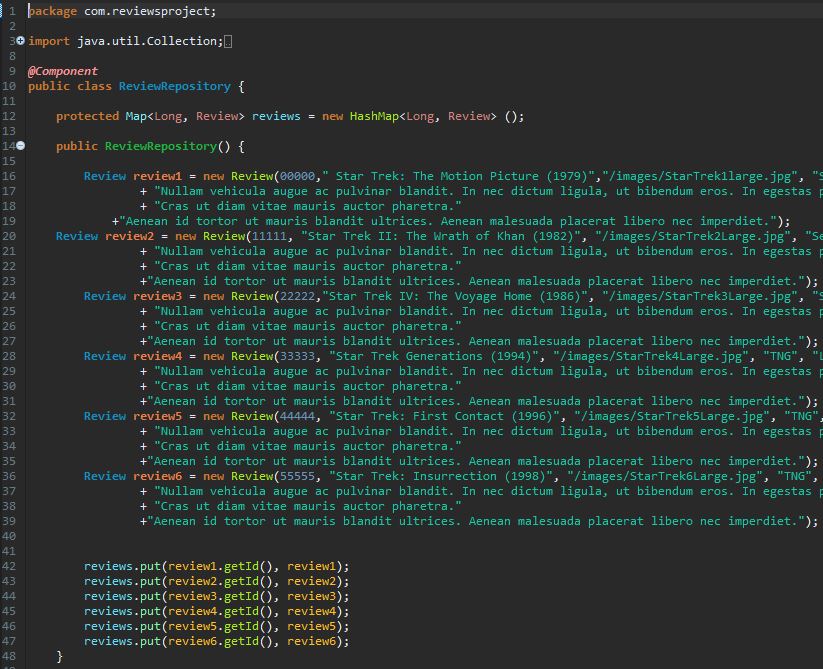 1 package com.reviewsproject;
2
3 import java.util.Collection;
8
9 @Component
10 public class ReviewRepository {
11
12 protected Map<Long, Review> reviews = new HashMap<Long, Review> ();
13
14 public ReviewRepository() {
15
16 Review review1 = new Review(00000," Star Trek: The Motion Picture (1979)","/images/StarTrek1large.jpg", "S
17 + "Nullam vehicula augue ac pulvinar blandit. In nec dictum ligula, ut bibendum eros. In egestas p
18 + "Cras ut diam vitae mauris auctor pharetra."
19 +"Aenean id tortor ut mauris blandit ultrices. Aenean malesuada placerat libero nec imperdiet.");
20 Review review2 = new Review(11111, "Star Trek II: The Wrath of Khan (1982)", "/images/StarTrek2Large.jpg", "Se
21 + "Nullam vehicula augue ac pulvinar blandit. In nec dictum ligula, ut bibendum eros. In egestas p
22 + "Cras ut diam vitae mauris auctor pharetra."
23 +"Aenean id tortor ut mauris blandit ultrices. Aenean malesuada placerat libero nec imperdiet.");
24 Review review3 = new Review(22222,"Star Trek IV: The Voyage Home (1986)", "/images/StarTrek3Large.jpg", "S
25 + "Nullam vehicula augue ac pulvinar blandit. In nec dictum ligula, ut bibendum eros. In egestas p
26 + "Cras ut diam vitae mauris auctor pharetra."
27 +"Aenean id tortor ut mauris blandit ultrices. Aenean malesuada placerat libero nec imperdiet.");
28 Review review4 = new Review(33333, "Star Trek Generations (1994)", "/images/StarTrek4Large.jpg", "TNG", "L
29 + "Nullam vehicula augue ac pulvinar blandit. In nec dictum ligula, ut bibendum eros. In egestas p
30 + "Cras ut diam vitae mauris auctor pharetra."
31 +"Aenean id tortor ut mauris blandit ultrices. Aenean malesuada placerat libero nec imperdiet.");
32 Review review5 = new Review(44444, "Star Trek: First Contact (1996)", "/images/StarTrek5Large.jpg", "TNG",
33 + "Nullam vehicula augue ac pulvinar blandit. In nec dictum ligula, ut bibendum eros. In egestas p
34 + "Cras ut diam vitae mauris auctor pharetra."
35 +"Aenean id tortor ut mauris blandit ultrices. Aenean malesuada placerat libero nec imperdiet.");
36 Review review6 = new Review(55555, "Star Trek: Insurrection (1998)", "/images/StarTrek6Large.jpg", "TNG",
37 + "Nullam vehicula augue ac pulvinar blandit. In nec dictum ligula, ut bibendum eros. In egestas p
38 + "Cras ut diam vitae mauris auctor pharetra."
39 +"Aenean id tortor ut mauris blandit ultrices. Aenean malesuada placerat libero nec imperdiet.");
40
41
42 reviews.put(review1.getId(), review1);
43 reviews.put(review2.getId(), review2);
44 reviews.put(review3.getId(), review3);
45 reviews.put(review4.getId(), review4);
46 reviews.put(review5.getId(), review5);
47 reviews.put(review6.getId(), review6);
48 }